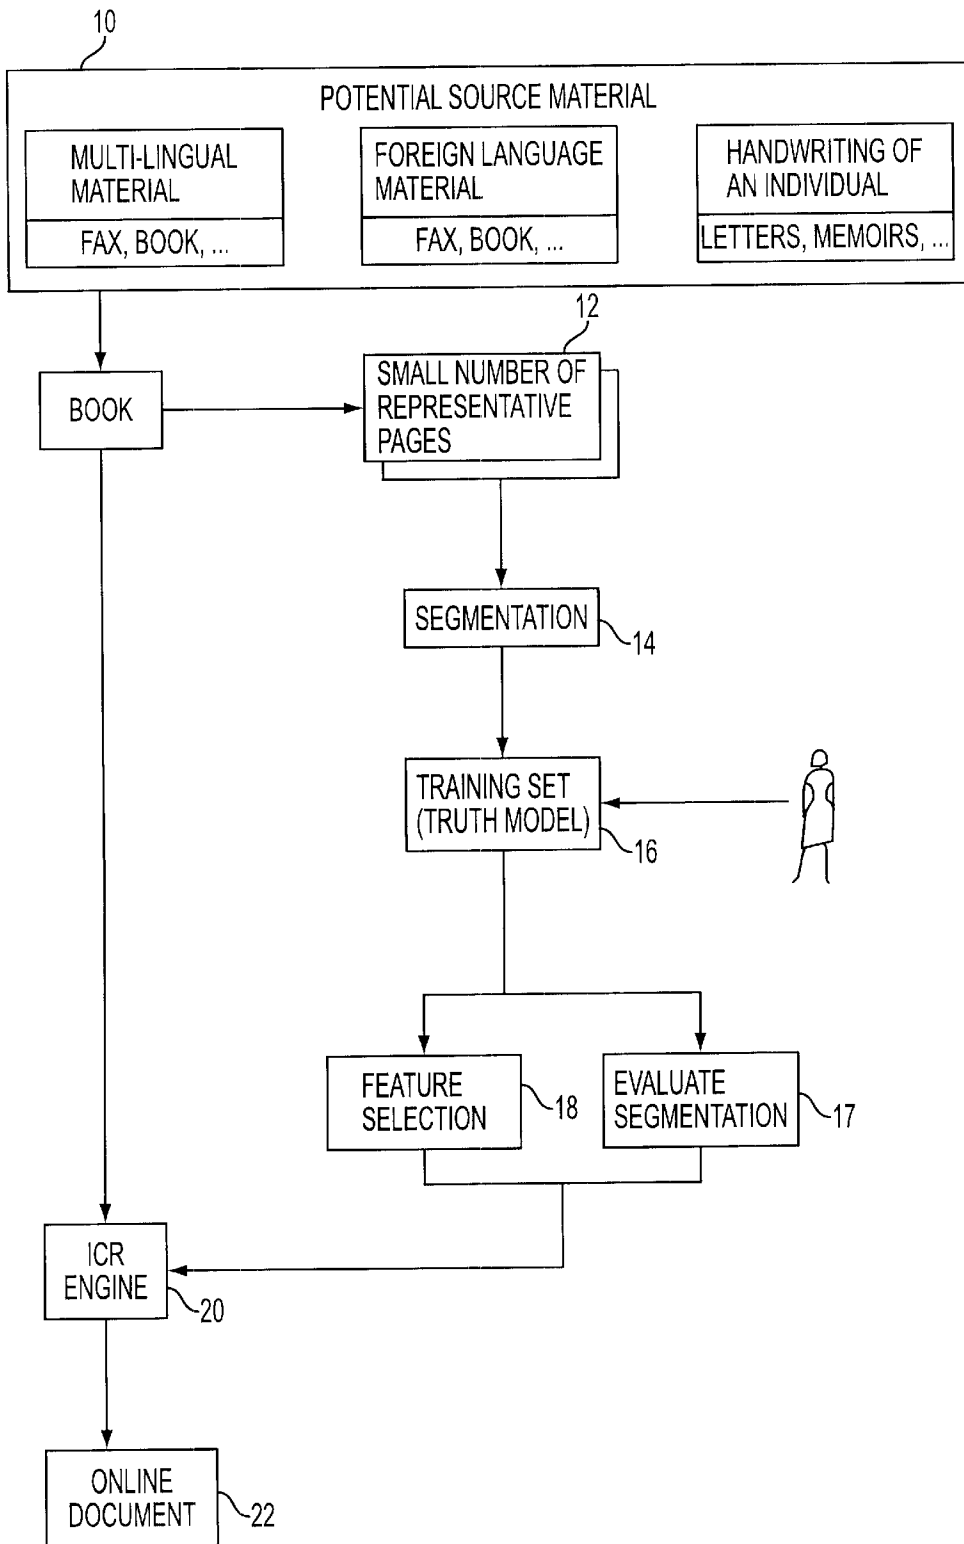 10
POTENTIAL SOURCE MATERIAL
MULTI-LINGUAL
MATERIAL
FAX, BOOK, ...
FOREIGN LANGUAGE
MATERIAL
FAX, BOOK, ...
HANDWRITING OF
AN INDIVIDUAL
LETTERS, MEMOIRS, ...
12
BOOK
SMALL NUMBER OF
REPRESENTATIVE
PAGES
SEGMENTATION
14
TRAINING SET
(TRUTH MODEL)
16
FEATURE
SELECTION
18
EVALUATE
SEGMENTATION
17
ICR
ENGINE
20
ONLINE
DOCUMENT
22